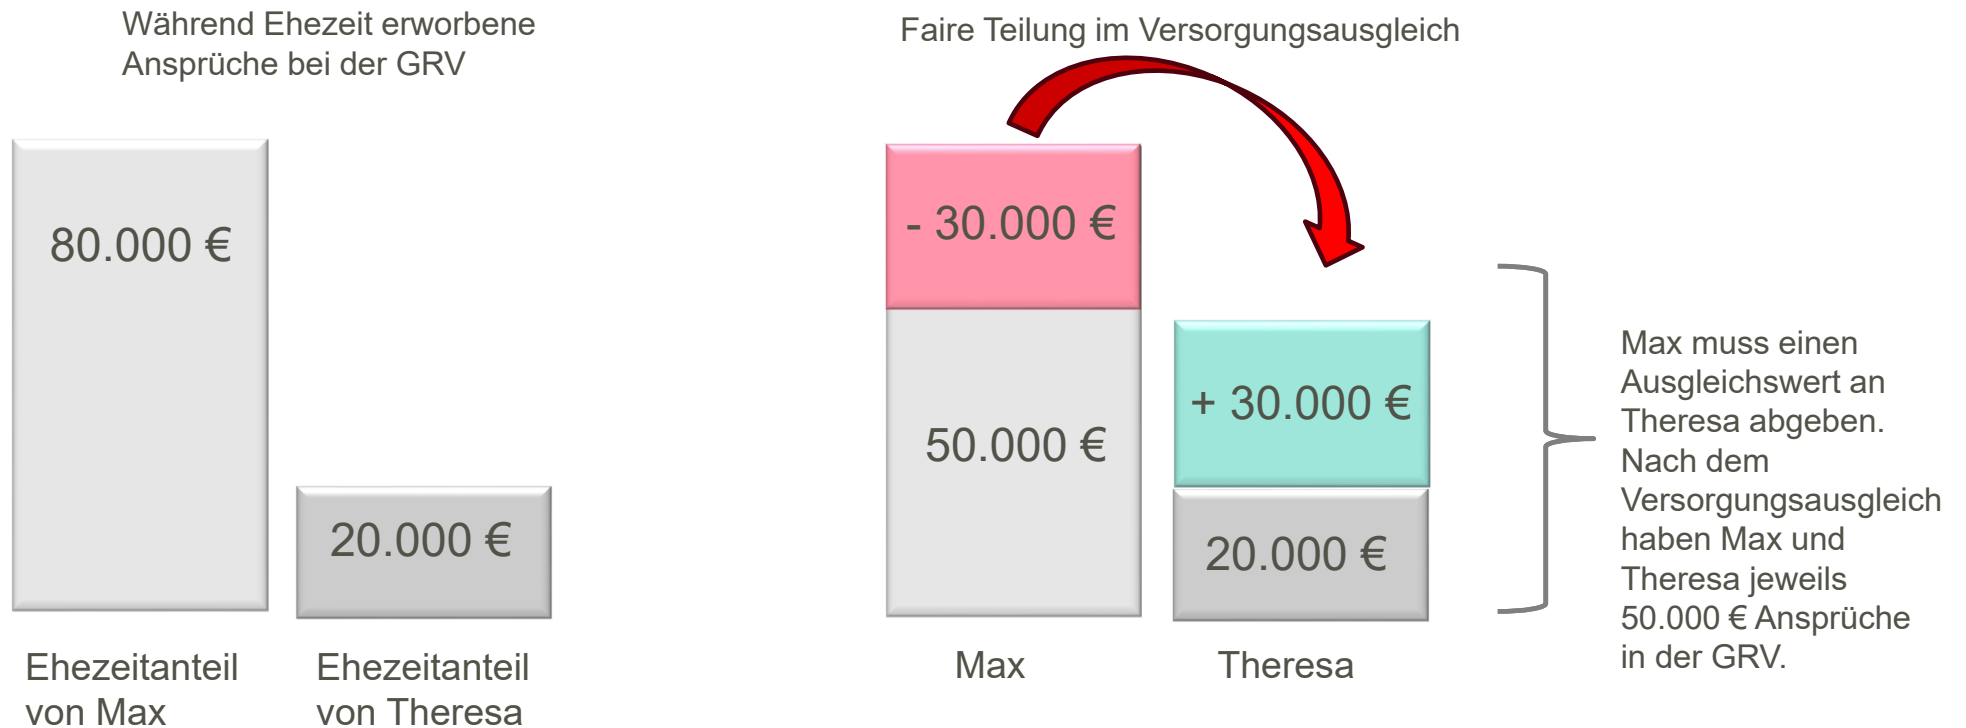 Während Ehezeit erworbene
Ansprüche bei der GRV
80.000 €
20.000 €
Ehezeitanteil
von Max
Ehezeitanteil
von Theresa
Faire Teilung im Versorgungsausgleich
- 30.000 €
50.000 €
+ 30.000 €
20.000 €
Max
Theresa
Max muss einen
Ausgleichswert an
Theresa abgeben.
Nach dem
Versorgungsausgleich
haben Max und
Theresa jeweils
50.000 € Ansprüche
in der GRV.